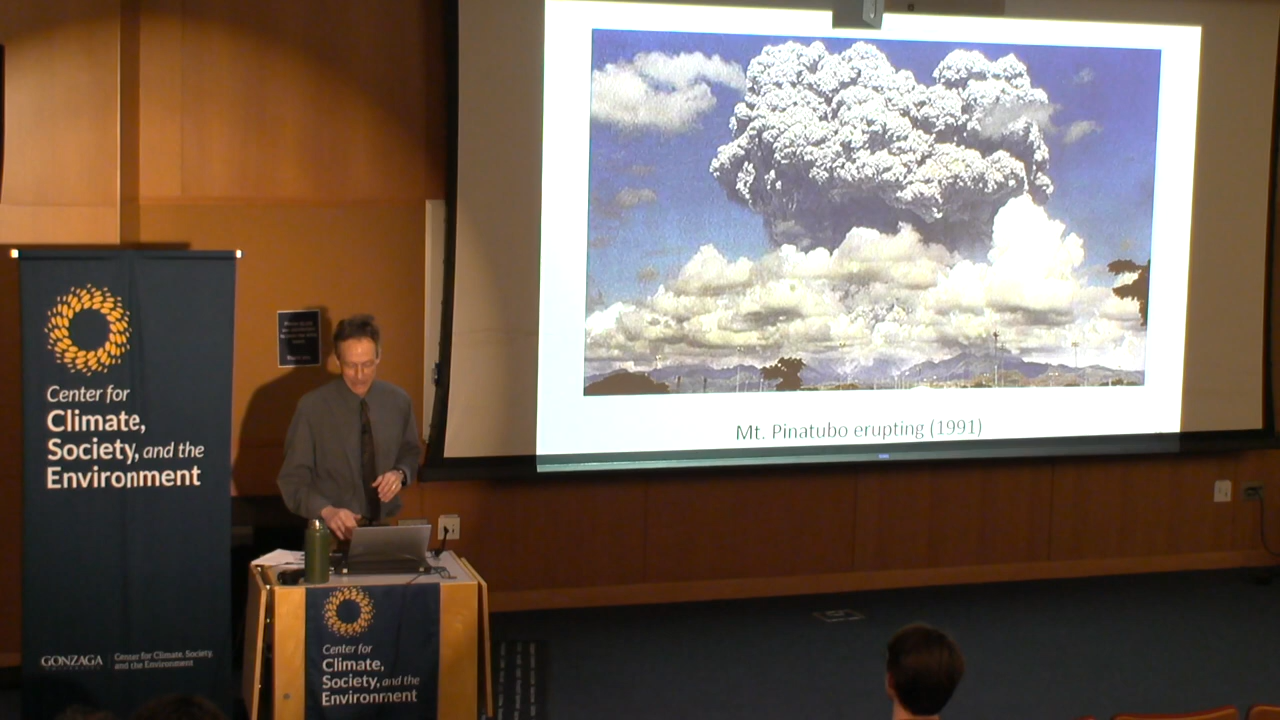 Mt. Pinatubo erupting (1991)
Center for
Climate,
Society, and the
Environment
GONZAGA
Center for Climate, Society,
and the Environment
Center for
Climate,
Society, and the
Environment